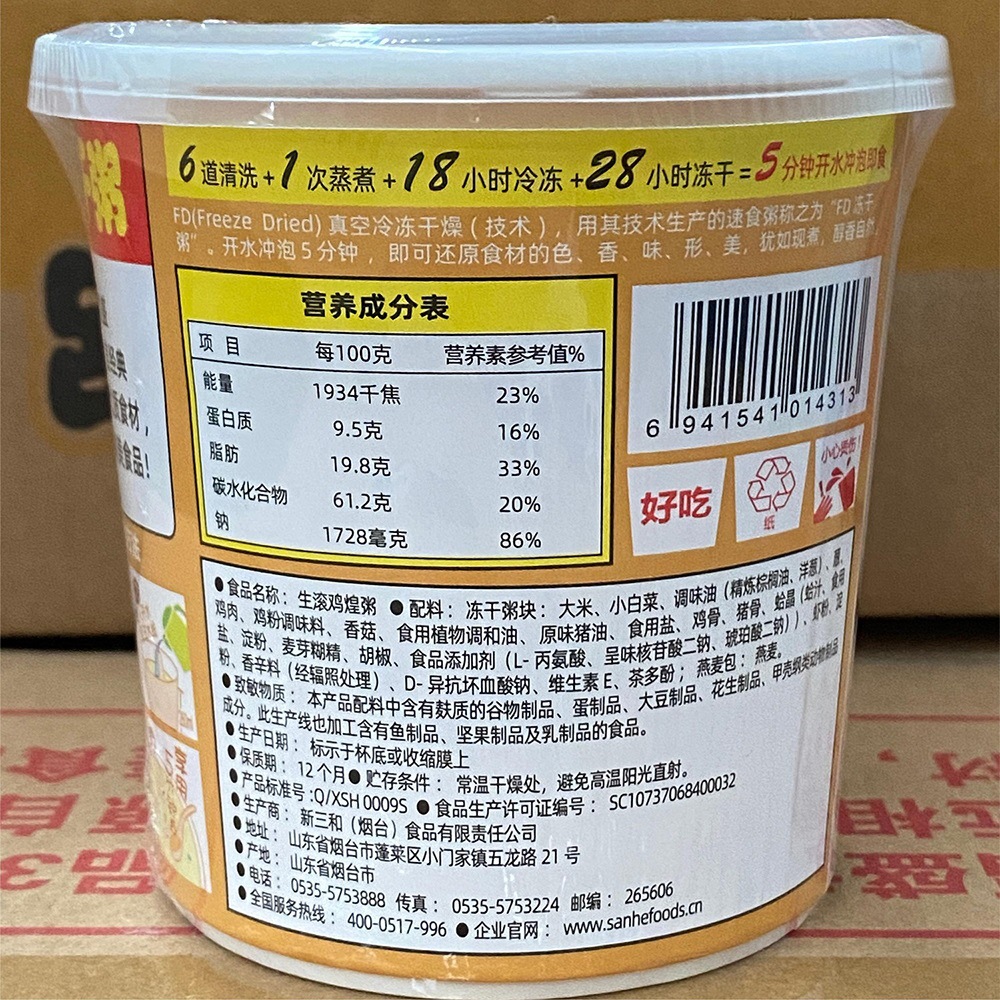 粥
6道清洗+1次蒸煮+18小时冷冻+28小时冻干=5分钟开水冲泡即食
FD(Freeze Dried)真空冷冻干燥(技术)，用其技术生产的速食粥称之为“FD冻干
粥”。开水冲泡5分钟，即可还原食材的色、香、味、形、美，犹如现煮，醇香自然
营养成分表
项目 每100克 营养素参考值%
能量 1934千焦 23%
蛋白质 9.5克 16%
脂肪 19.8克 33%
碳水化合物 61.2克 20%
钠 1728毫克 86%
6 941541 014313
好吃
纸
小心烫伤
经典
食材，
食品！
●食品名称：生滚鸡煌粥 ●配料：冻干粥块：大米、小白菜、调味油（精炼棕榈油、洋葱）、
鸡肉、鸡粉调味料、香菇、食用植物调和油、原味猪油、食用盐、鸡骨、猪骨、蛤晶（蛤汁、食用
盐、淀粉、麦芽糊精、胡椒、食品添加剂（L-丙氨酸、呈味核苷酸二钠、琥珀酸二钠））、虾粉、淀
粉、香辛料（经辐照处理）、D-异抗坏血酸钠、维生素E、茶多酚；燕麦包：燕麦。
●致敏物质：本产品配料中含有麸质的谷物制品、蛋制品、大豆制品、花生制品、甲壳纲类动物制品
成分。此生产线也加工含有鱼制品、坚果制品及乳制品的食品。
●生产日期：标示于杯底或收缩膜上
●保质期：12个月●贮存条件：常温干燥处，避免高温阳光直射。
●产品标准号:Q/XSH 0009S ●食品生产许可证编号：SC10737068400032
●生产商：新三和（烟台）食品有限责任公司
●地址：山东省烟台市蓬莱区小门家镇五龙路21号
●产地：山东省烟台市
●电话：0535-5753888 传真：0535-5753224 邮编：265606
●全国服务热线：400-0517-996 ●企业官网：www.sanhefoods.cn